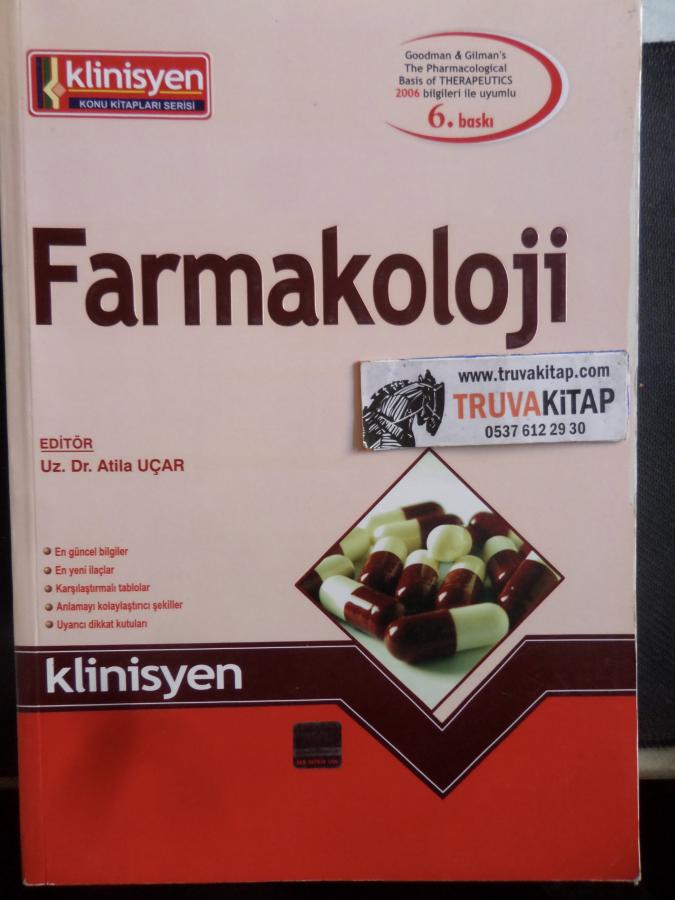 klinisyen
KONU KİTAPLARI SERİSİ
Goodman & Gilman's
The Pharmacological
Basis of THERAPEUTICS
2006 bilgileri ile uyumlu
6. baskı
Farmakoloji
www.truvakitap.com
TRUVAKİTAP
0537 612 29 30
EDİTÖR
Uz. Dr. Atila UÇAR
En güncel bilgiler
En yeni ilaçlar
Karşılaştırmalı tablolar
Anlamayı kolaylaştırıcı şekiller
Uyarıcı dikkat kutuları
klinisyen